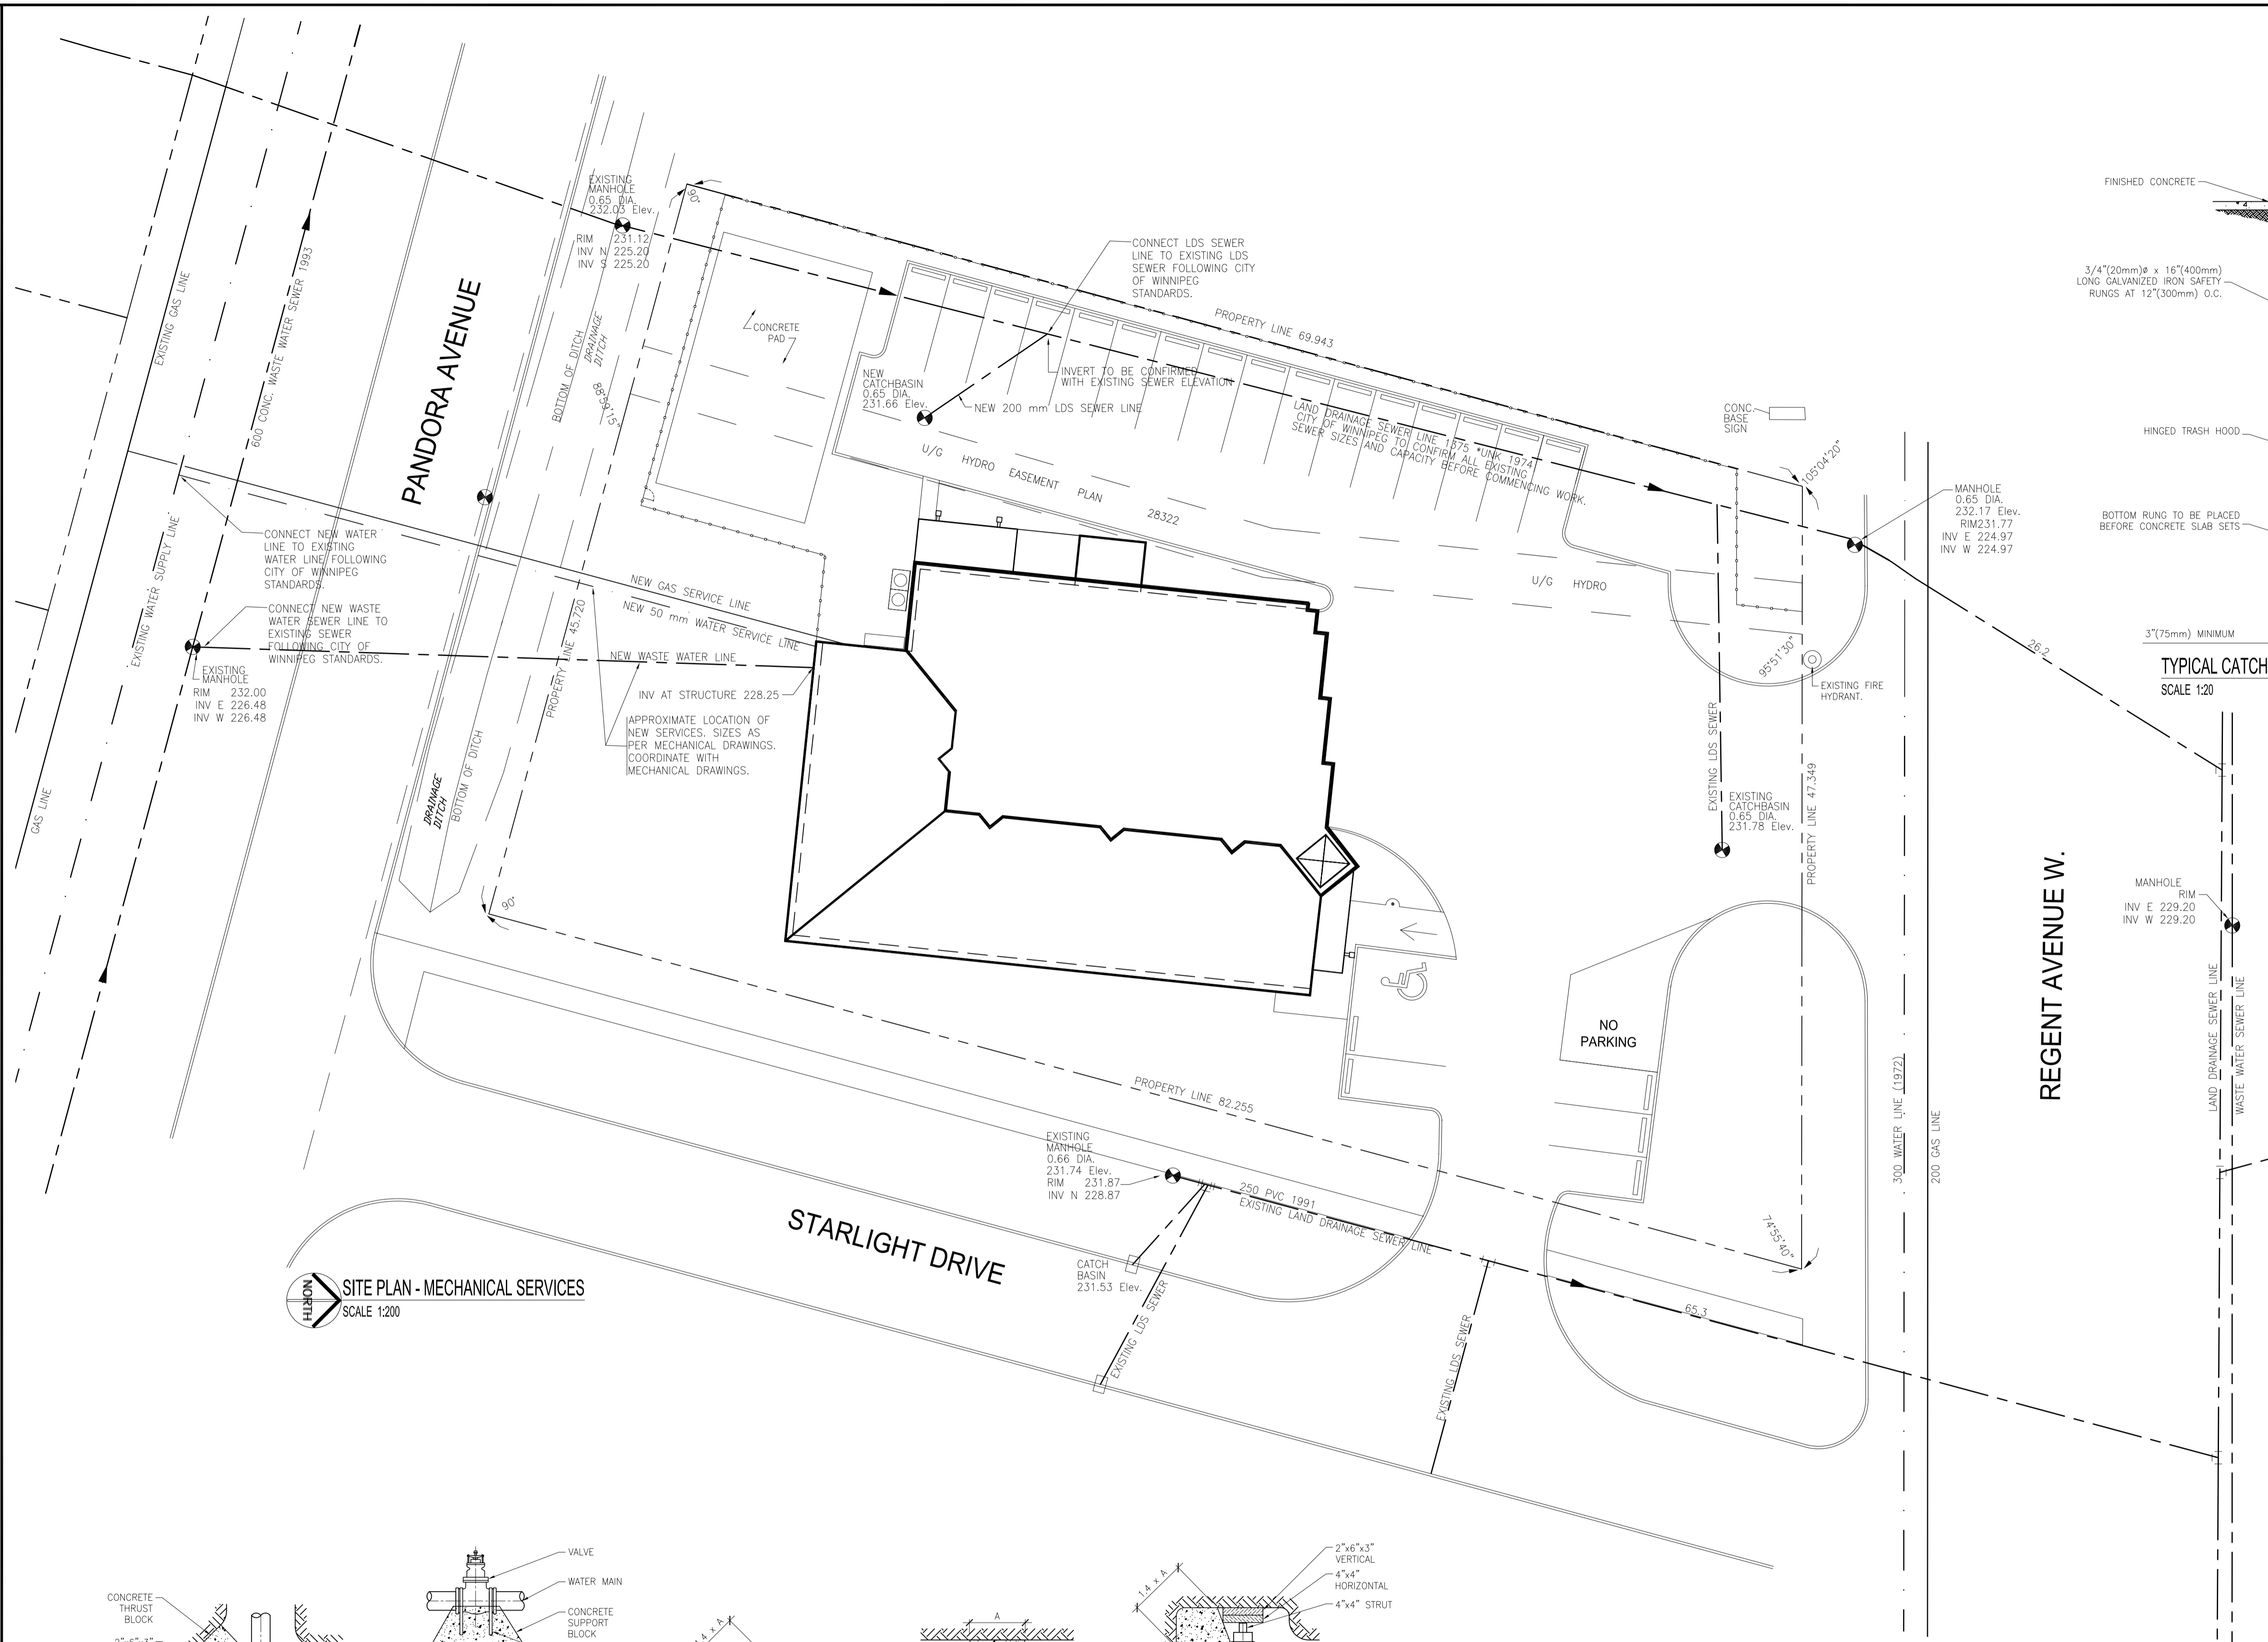 EXISTING
MANHOLE
0.65 DIA.
232.03 Elev.
RIM 231.12
INV N 225.20
INV S 225.20
90°
EXISTING GAS LINE
600 CONC. WASTE WATER SEWER 1993
PANDORA AVENUE
BOTTOM OF DITCH
DRAINAGE
DITCH
88°59'15"
CONCRETE
PAD
CONNECT LDS SEWER
LINE TO EXISTING LDS
SEWER FOLLOWING CITY
OF WINNIPEG
STANDARDS.
PROPERTY LINE 69.943
NEW
CATCHBASIN
0.65 DIA.
231.66 Elev.
INVERT TO BE CONFIRMED
WITH EXISTING SEWER ELEVATION
NEW 200 mm LDS SEWER LINE
LAND DRAINAGE SEWER LINE 1375 *UNK 1974
CITY OF WINNIPEG TO CONFIRM ALL EXISTING
SEWER SIZES AND CAPACITY BEFORE COMMENCING WORK.
U/G HYDRO EASEMENT PLAN 28322
CONC.
BASE
SIGN
105°04'20"
MANHOLE
0.65 DIA.
232.17 Elev.
RIM231.77
INV E 224.97
INV W 224.97
FINISHED CONCRETE
3/4"(20mm)ø x 16"(400mm)
LONG GALVANIZED IRON SAFETY
RUNGS AT 12"(300mm) O.C.
HINGED TRASH HOOD
BOTTOM RUNG TO BE PLACED
BEFORE CONCRETE SLAB SETS
3"(75mm) MINIMUM
TYPICAL CATCH
SCALE 1:20
CONNECT NEW WATER
LINE TO EXISTING
WATER LINE FOLLOWING
CITY OF WINNIPEG
STANDARDS.
EXISTING WATER SUPPLY LINE
CONNECT NEW WASTE
WATER SEWER LINE TO
EXISTING SEWER
FOLLOWING CITY OF
WINNIPEG STANDARDS.
EXISTING
MANHOLE
RIM 232.00
INV E 226.48
INV W 226.48
NEW GAS SERVICE LINE
NEW 50 mm WATER SERVICE LINE
NEW WASTE WATER LINE
PROPERTY LINE 45.720
INV AT STRUCTURE 228.25
APPROXIMATE LOCATION OF
NEW SERVICES. SIZES AS
PER MECHANICAL DRAWINGS.
COORDINATE WITH
MECHANICAL DRAWINGS.
U/G HYDRO
95°51'30"
EXISTING FIRE
HYDRANT.
26.2
EXISTING LDS SEWER
EXISTING
CATCHBASIN
0.65 DIA.
231.78 Elev.
PROPERTY LINE 47.349
GAS LINE
DRAINAGE
DITCH
BOTTOM OF DITCH
90°
REGENT AVENUE W.
MANHOLE
RIM
INV E 229.20
INV W 229.20
LAND DRAINAGE SEWER LINE
WASTE WATER SEWER LINE
NO
PARKING
300 WATER LINE (1972)
200 GAS LINE
PROPERTY LINE 82.255
EXISTING
MANHOLE
0.66 DIA.
231.74 Elev.
RIM 231.87
INV N 228.87
250 PVC 1991
EXISTING LAND DRAINAGE SEWER LINE
74°55'40"
STARLIGHT DRIVE
CATCH
BASIN
231.53 Elev.
EXISTING LDS SEWER
EXISTING LDS SEWER
65.3
NORTH
SITE PLAN - MECHANICAL SERVICES
SCALE 1:200
CONCRETE
THRUST
BLOCK
2"x6"x3"
VALVE
WATER MAIN
CONCRETE
SUPPORT
BLOCK
1.4 x A
A
1.4 x A
2"x6"x3"
VERTICAL
4"x4"
HORIZONTAL
4"x4" STRUT